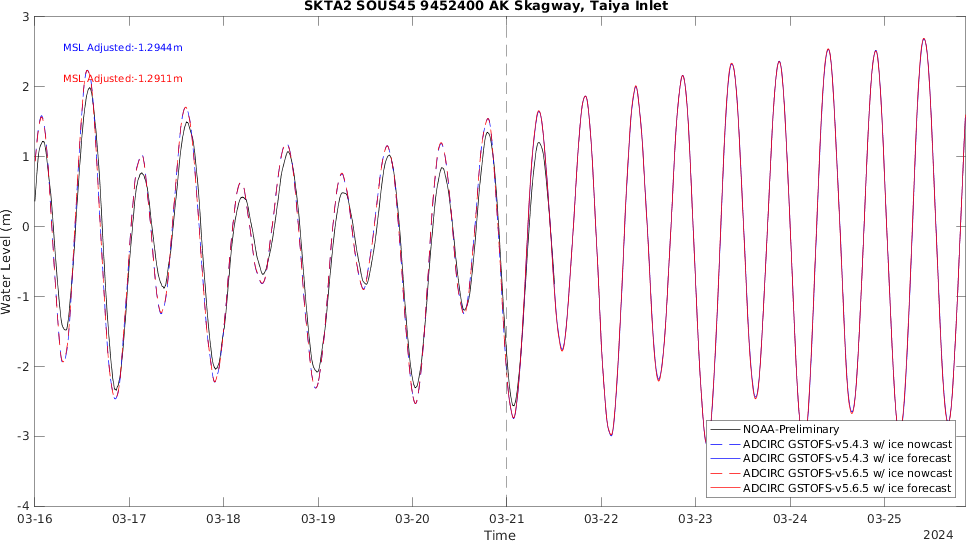 SKTA2 SOUS45 9452400 AK Skagway, Taiya Inlet
3
MSL Adjusted:-1.2944m
MSL Adjusted:-1.2911m
2
1
0
-1
-2
-3
-4
Water Level (m)
NOAA-Preliminary
ADCIRC GSTOFS-v5.4.3 w/ ice nowcast
ADCIRC GSTOFS-v5.4.3 w/ ice forecast
ADCIRC GSTOFS-v5.6.5 w/ ice nowcast
ADCIRC GSTOFS-v5.6.5 w/ ice forecast
03-16 03-17 03-18 03-19 03-20 03-21 03-22 03-23 03-24 03-25
Time
2024